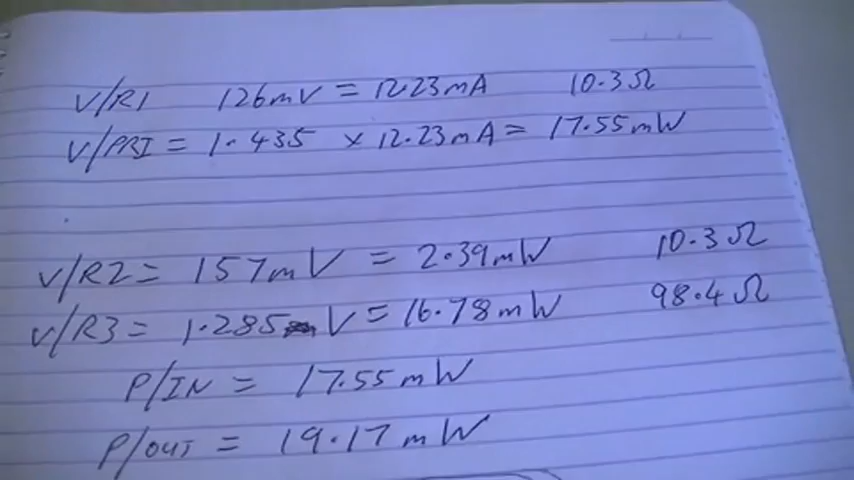 V/R1 126mV = 12.23mA 10.3Ω
V/PRI = 1.435 x 12.23mA = 17.55mW
V/R2 = 157mV = 2.39mW 10.3Ω
V/R3 = 1.285 V = 16.78mW 98.4Ω
P/IN = 17.55mW
P/OUT = 19.17mW